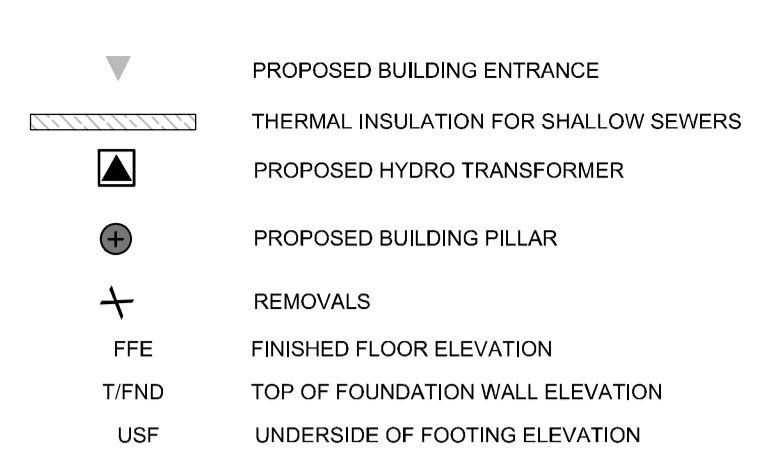 PROPOSED BUILDING ENTRANCE
THERMAL INSULATION FOR SHALLOW SEWERS
PROPOSED HYDRO TRANSFORMER
PROPOSED BUILDING PILLAR
REMOVALS
FFE FINISHED FLOOR ELEVATION
T/FND TOP OF FOUNDATION WALL ELEVATION
USF UNDERSIDE OF FOOTING ELEVATION